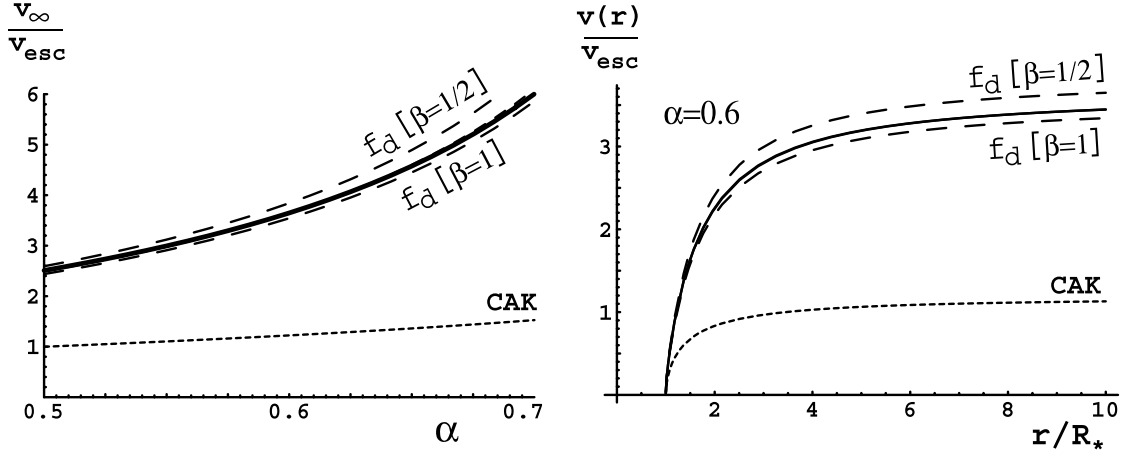 v∞
vesc
6
5
4
3
2
1
0.5
0.6
0.7
α
fd [β=1/2]
fd [β=1]
CAK
v(r)
vesc
3
2
1
2
4
6
8
10
r/R*
α=0.6
fd [β=1/2]
fd [β=1]
CAK